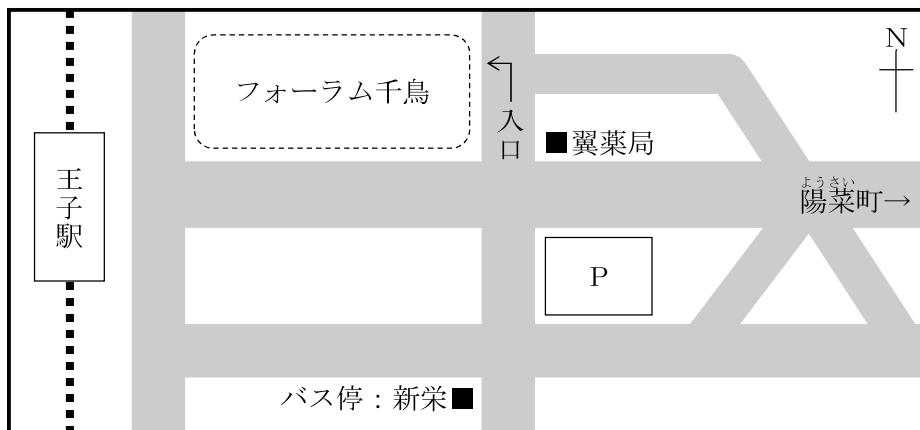 N
フォーラム千鳥
入口
■翼薬局
王子駅
ようさい
陽菜町→
P
バス停：新栄■